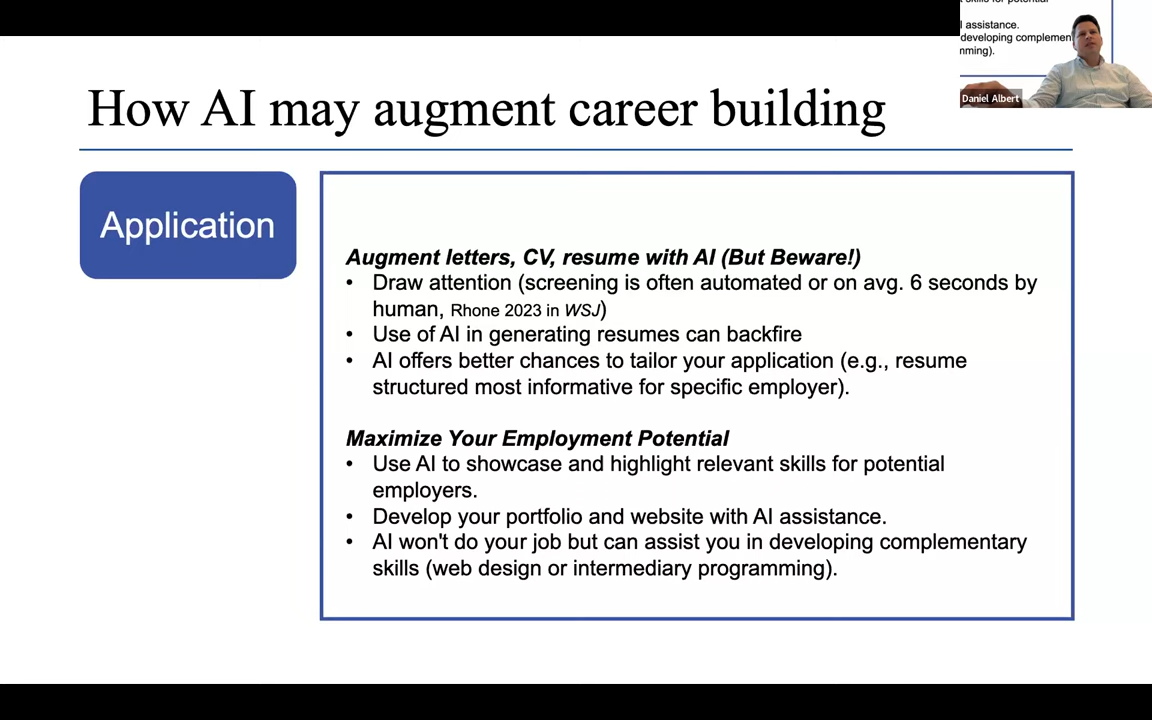 skills for potential
l assistance.
developing complemen
nming).
Daniel Albert
How AI may augment career building
Application
Augment letters, CV, resume with AI (But Beware!)
• Draw attention (screening is often automated or on avg. 6 seconds by
human, Rhone 2023 in WSJ)
• Use of AI in generating resumes can backfire
• AI offers better chances to tailor your application (e.g., resume
structured most informative for specific employer).
Maximize Your Employment Potential
• Use AI to showcase and highlight relevant skills for potential
employers.
• Develop your portfolio and website with AI assistance.
• AI won't do your job but can assist you in developing complementary
skills (web design or intermediary programming).